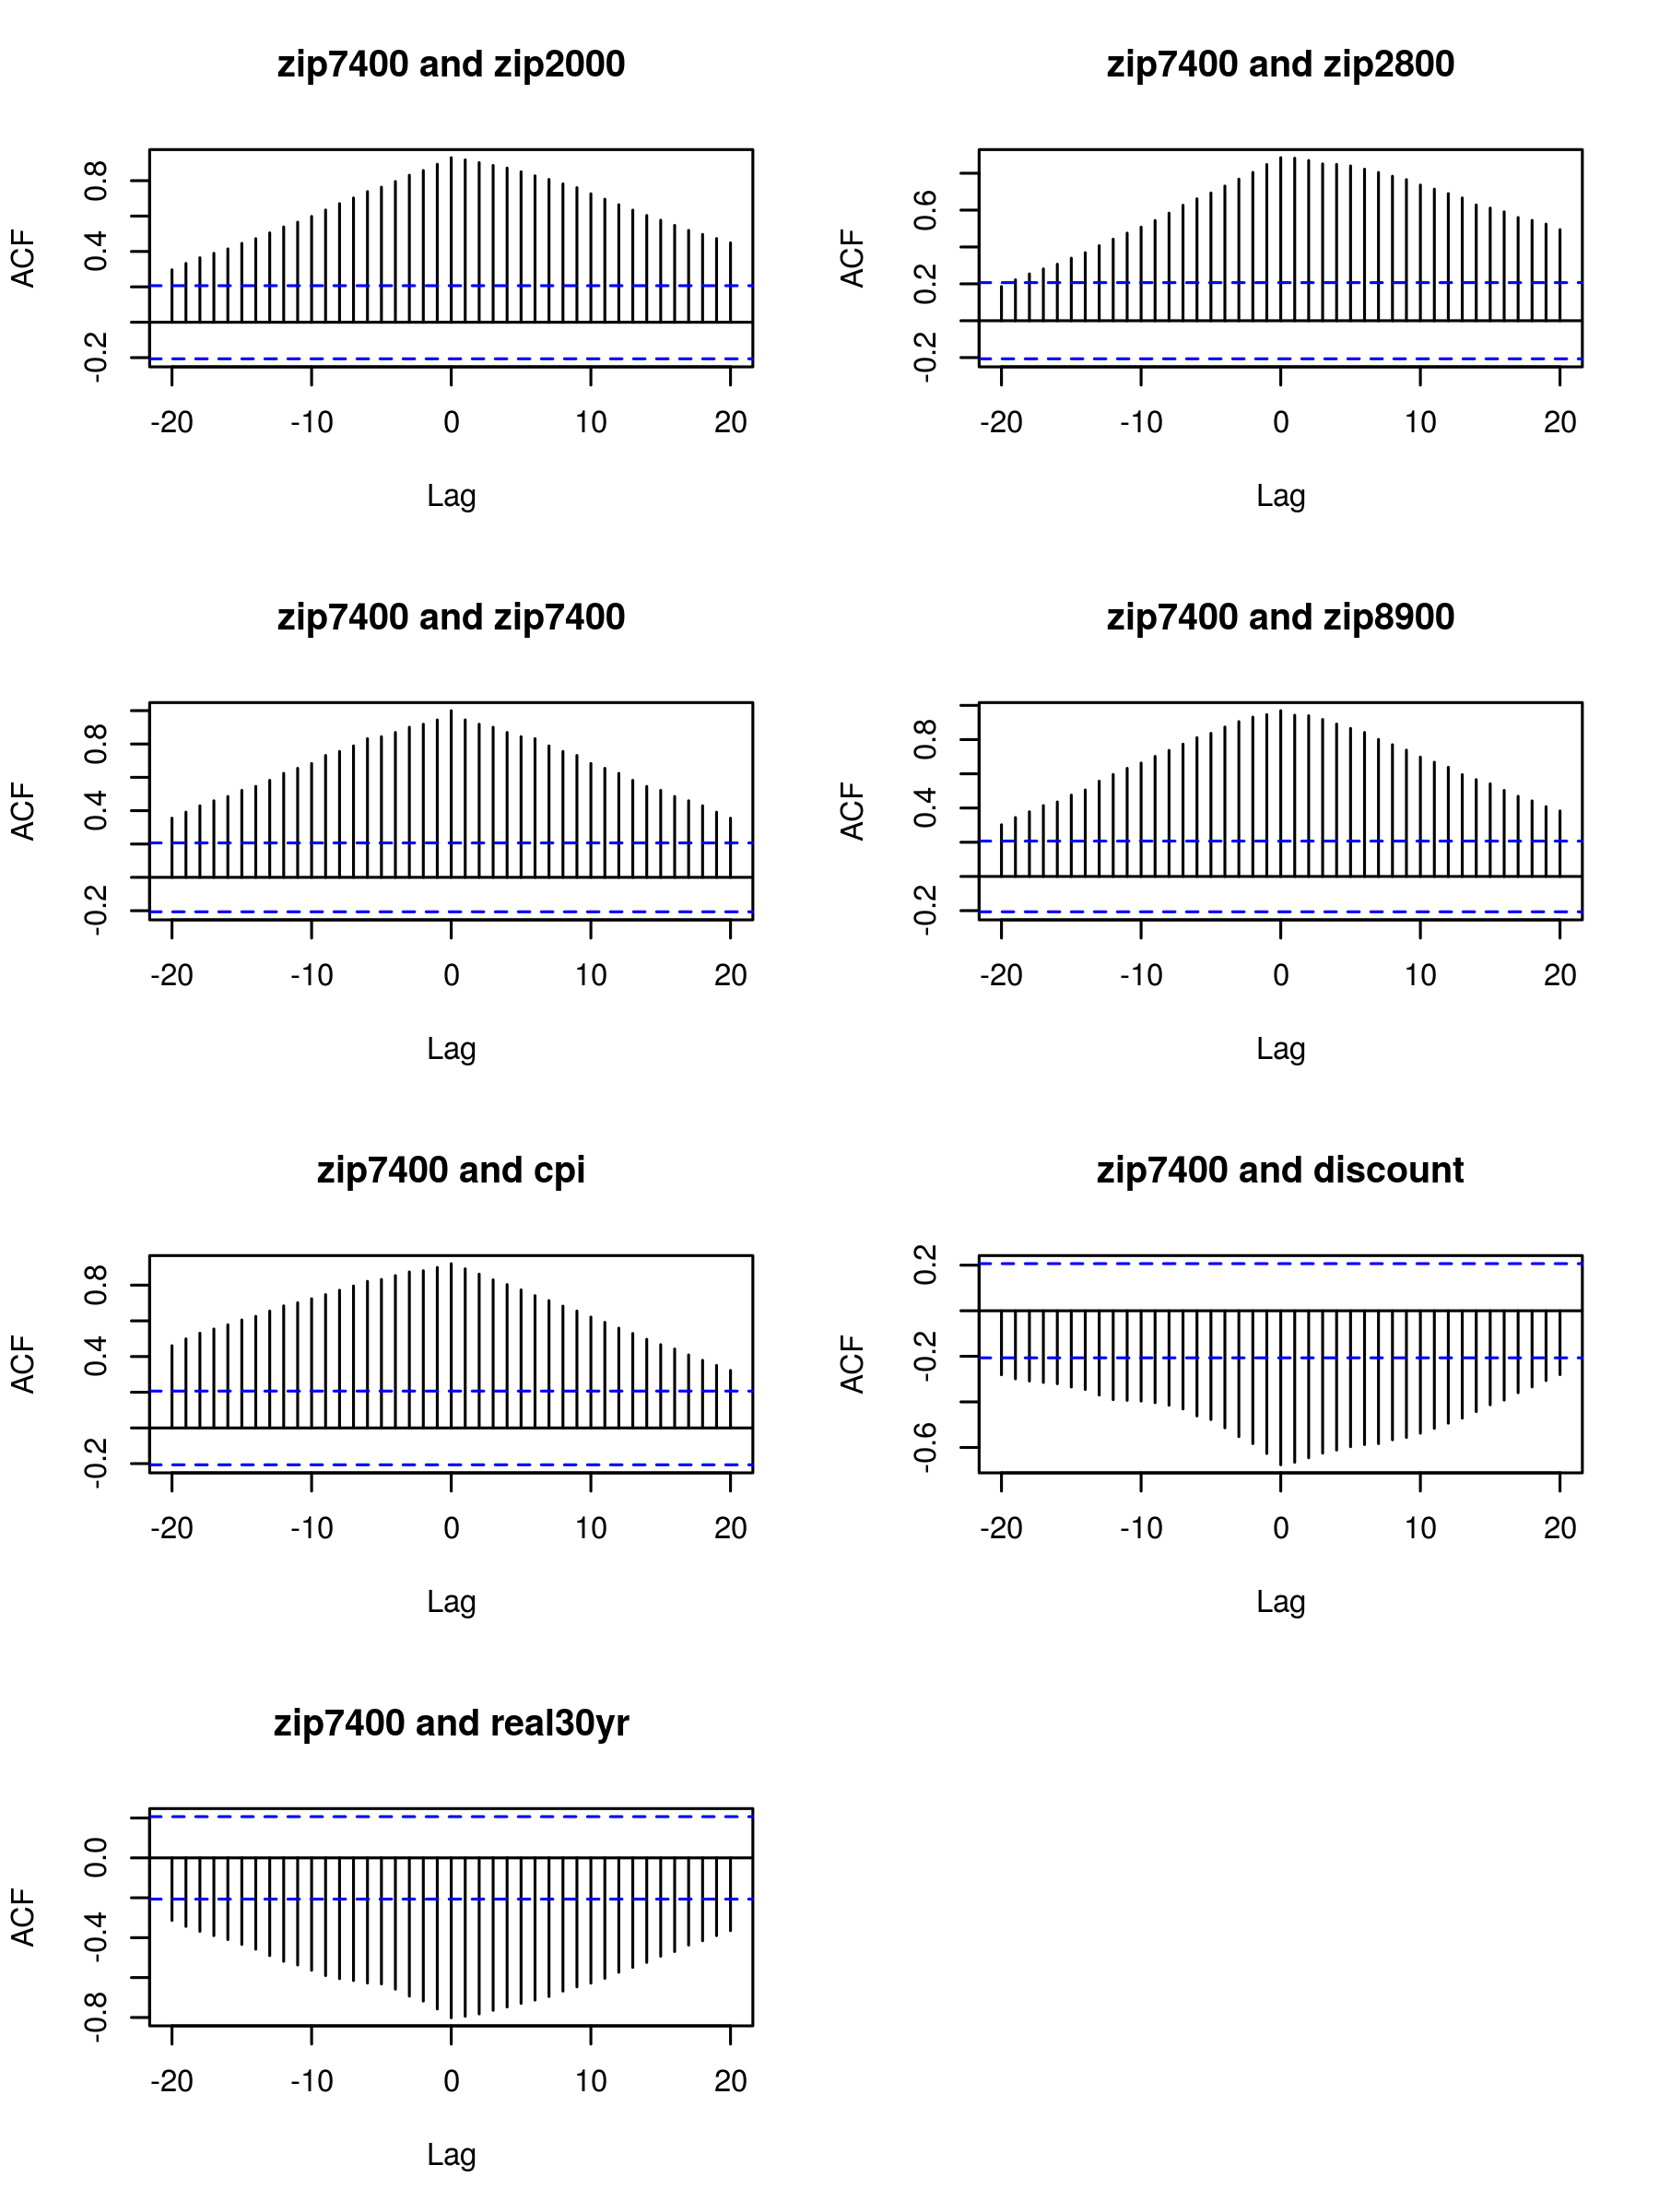 zip7400 and zip2000
ACF
0.8
0.4
-0.2
-20 -10 0 10 20
Lag
zip7400 and zip2800
ACF
0.6
0.2
-0.2
-20 -10 0 10 20
Lag
zip7400 and zip7400
ACF
0.8
0.4
-0.2
-20 -10 0 10 20
Lag
zip7400 and zip8900
ACF
0.8
0.4
-0.2
-20 -10 0 10 20
Lag
zip7400 and cpi
ACF
0.8
0.4
-0.2
-20 -10 0 10 20
Lag
zip7400 and discount
ACF
0.2
-0.2
-0.6
-20 -10 0 10 20
Lag
zip7400 and real30yr
ACF
0.0
-0.4
-0.8
-20 -10 0 10 20
Lag